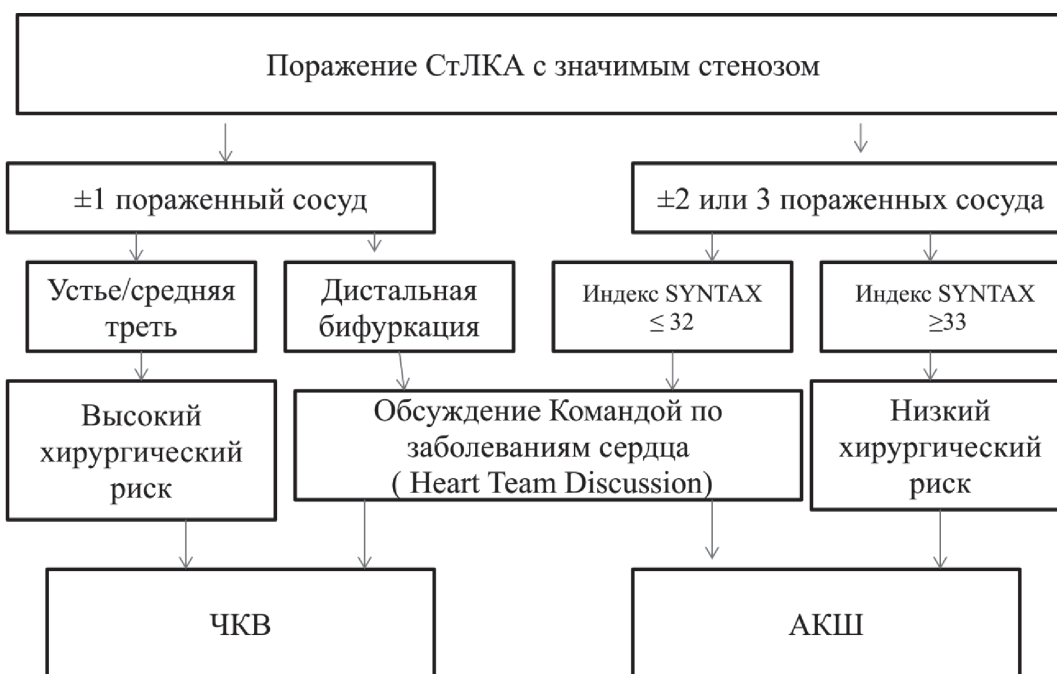 Поражение СтЛКА с значимым стенозом
±1 пораженный сосуд
±2 или 3 пораженных сосуда
Устье/средняя
треть
Дистальная
бифуркация
Индекс SYNTAX
≤ 32
Индекс SYNTAX
≥33
Высокий
хирургический
риск
Обсуждение Командой по
заболеваниям сердца
( Heart Team Discussion)
Низкий
хирургический
риск
ЧКВ
АКШ